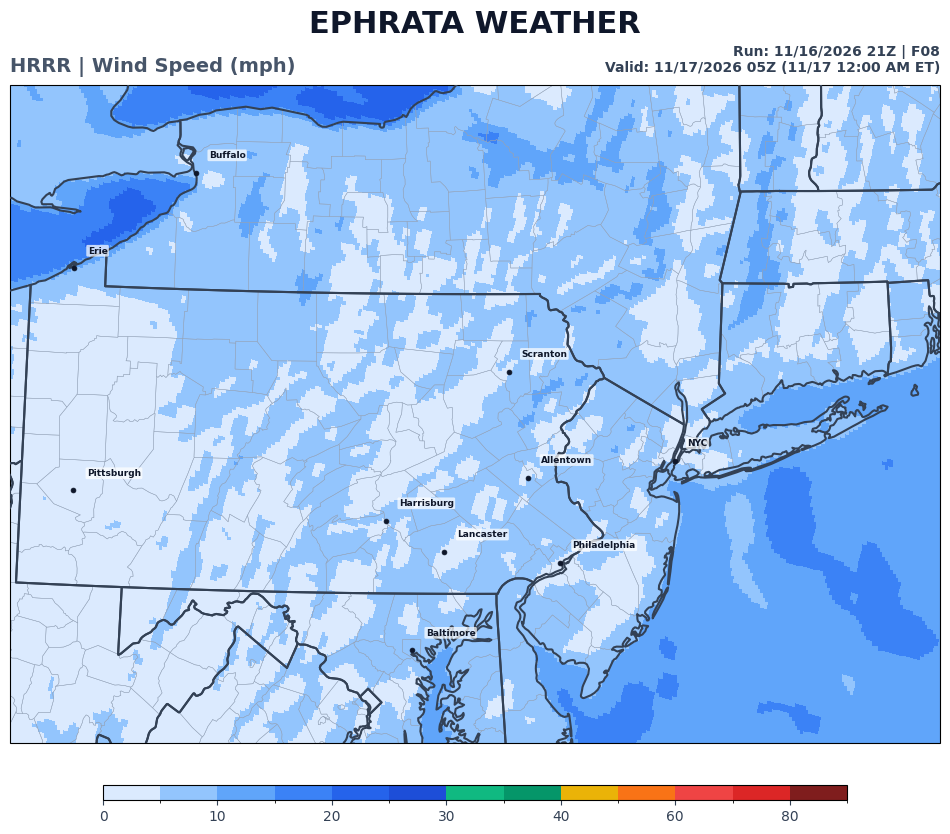 EPHRATA WEATHER
HRRR | Wind Speed (mph)
Run: 11/16/2026 21Z | F08
Valid: 11/17/2026 05Z (11/17 12:00 AM ET)
Buffalo
Erie
Scranton
NYC
Allentown
Pittsburgh
Harrisburg
Lancaster
Philadelphia
Baltimore
0 10 20 30 40 50 60 70 80